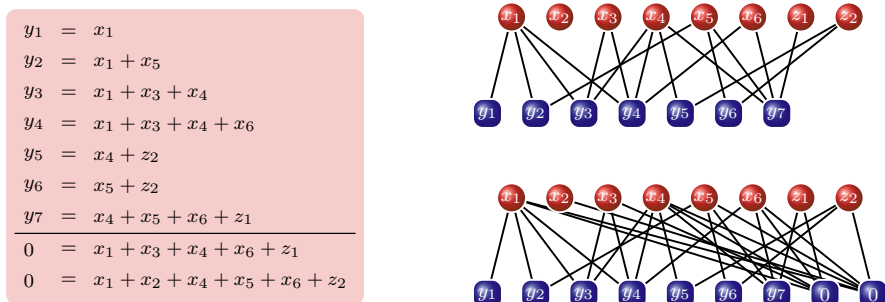 y₁ = x₁
y₂ = x₁ + x₅
y₃ = x₁ + x₃ + x₄
y₄ = x₁ + x₃ + x₄ + x₆
y₅ = x₄ + z₂
y₆ = x₅ + z₂
y₇ = x₄ + x₅ + x₆ + z₁
0 = x₁ + x₃ + x₄ + x₆ + z₁
0 = x₁ + x₂ + x₄ + x₅ + x₆ + z₂
x₁ x₂ x₃ x₄ x₅ x₆ z₁ z₂
y₁ y₂ y₃ y₄ y₅ y₆ y₇
x₁ x₂ x₃ x₄ x₅ x₆ z₁ z₂
y₁ y₂ y₃ y₄ y₅ y₆ y₇ 0 0